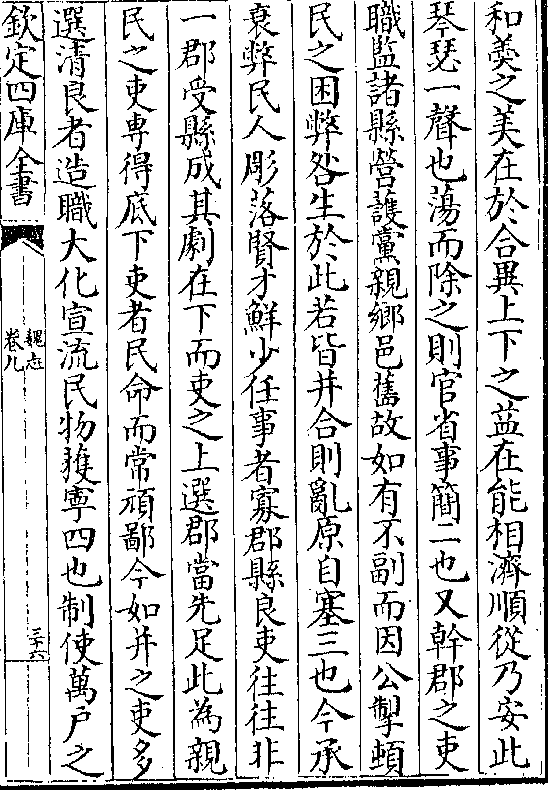 和羮之美在於合異上下之益在能相濟順從乃安此
琴瑟一聲也蕩而除之則官省事簡二也又幹郡之吏
職監諸縣營護黨親鄉邑舊故如有不副而因公掣頓
民之困弊咎生於此若皆并合則亂原自塞三也今承
衰弊民人彫落賢才鮮少任事者寡郡縣良吏往往非
一郡受縣成其劇在下而吏之上選郡當先足此為親
民之吏専得底下吏者民命而常頑鄙今如并之吏多
選清良者造職大化宣流民物獲寧四也制使萬户之
欽定四庫全書
魏志
卷九
三十六